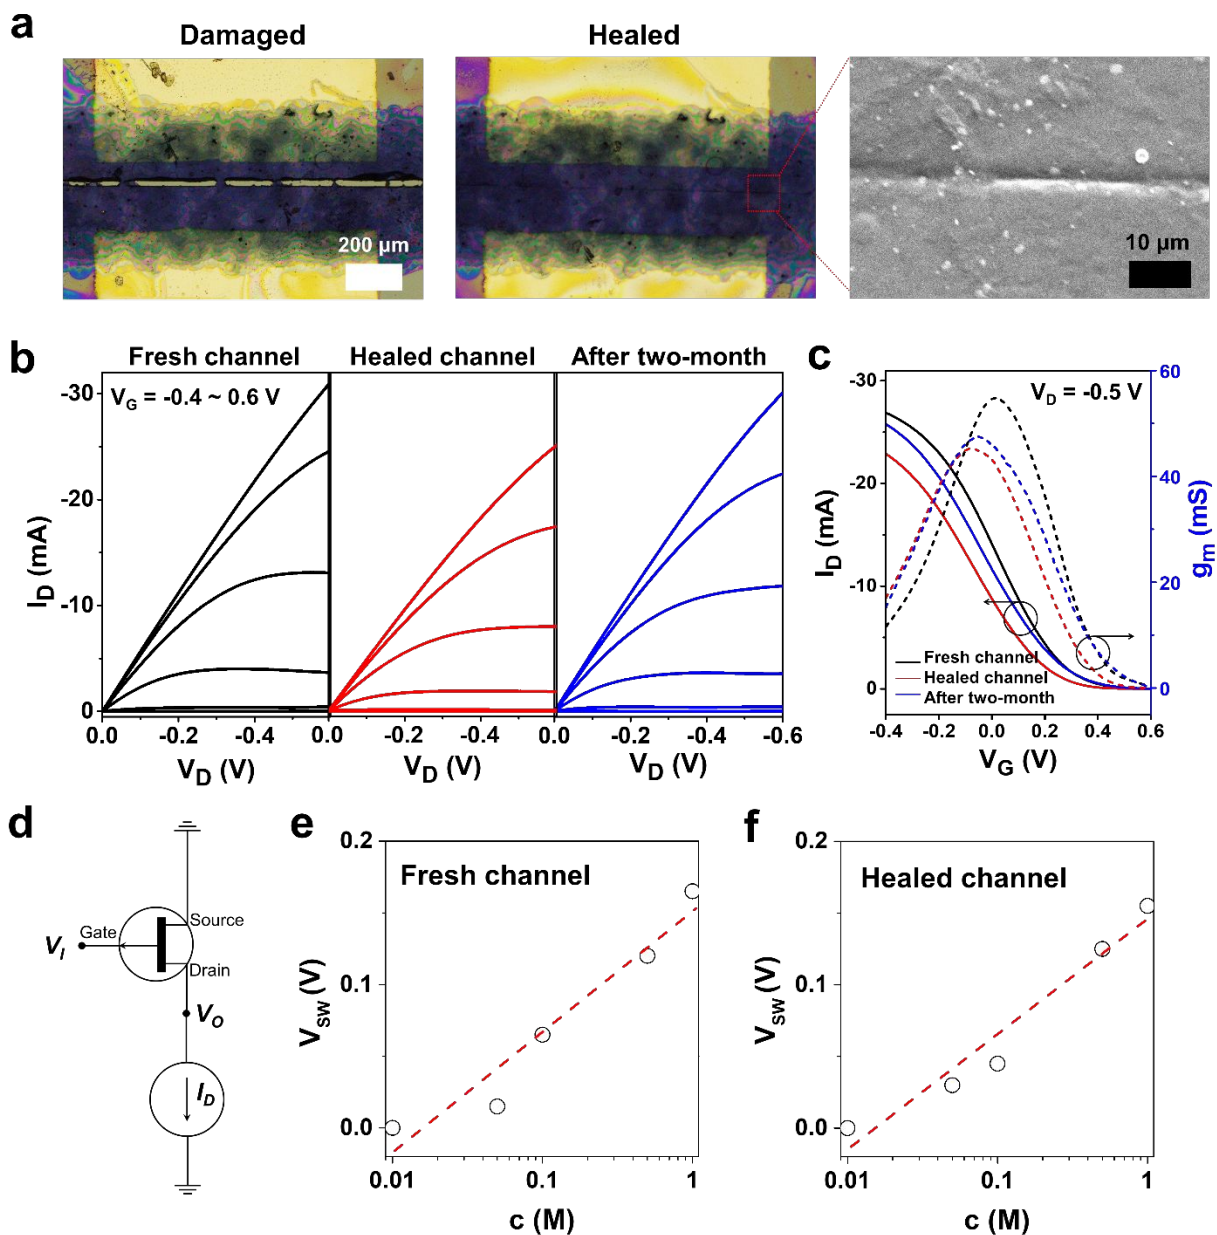 a
Damaged
Healed
200 µm
10 µm
b
Fresh channel
Healed channel
After two-month
V_G = -0.4 ~ 0.6 V
-30
-20
-10
0
I_D (mA)
0.0 -0.2 -0.4 0.0 -0.2 -0.4 0.0 -0.2 -0.4 -0.6
V_D (V)
V_D (V)
V_D (V)
c
V_D = -0.5 V
-30
-20
-10
0
I_D (mA)
60
40
20
0
g_m (mS)
Fresh channel
Healed channel
After two-month
-0.4 -0.2 0.0 0.2 0.4 0.6
V_G (V)
d
Source
Gate
V_I
Drain
V_O
I_D
e
Fresh channel
0.2
0.1
0.0
V_SW (V)
0.01 0.1 1
c (M)
f
Healed channel
0.2
0.1
0.0
V_SW (V)
0.01 0.1 1
c (M)